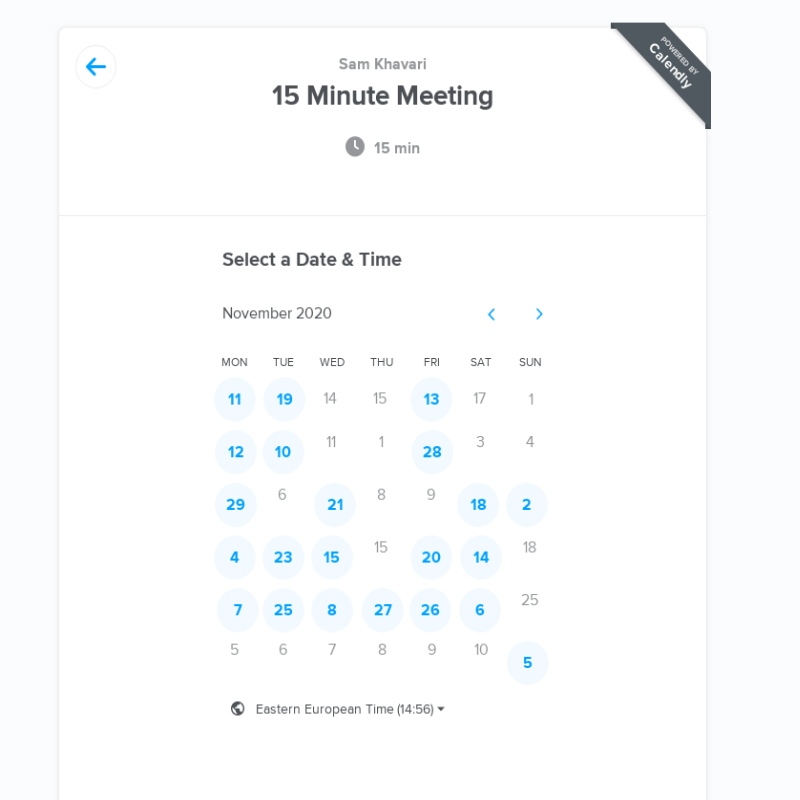 Sam Khavari
15 Minute Meeting
POWERED BY
Calendly
15 min
Select a Date & Time
November 2020
MON TUE WED THU FRI SAT SUN
11 19 14 15 13 17 1
12 10 11 1 28 3 4
29 6 21 8 9 18 2
4 23 15 15 20 14 18
7 25 8 27 26 6 25
5 6 7 8 9 10 5
Eastern European Time (14:56)